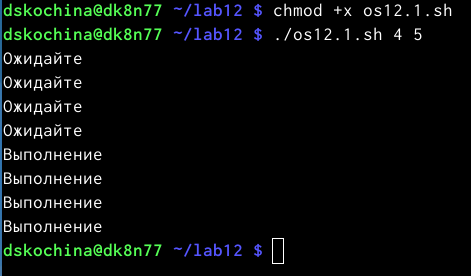 dskochina@dk8n77 ~/lab12 $ chmod +x os12.1.sh
dskochina@dk8n77 ~/lab12 $ ./os12.1.sh 4 5
Ожидайте
Ожидайте
Ожидайте
Ожидайте
Выполнение
Выполнение
Выполнение
Выполнение
dskochina@dk8n77 ~/lab12 $